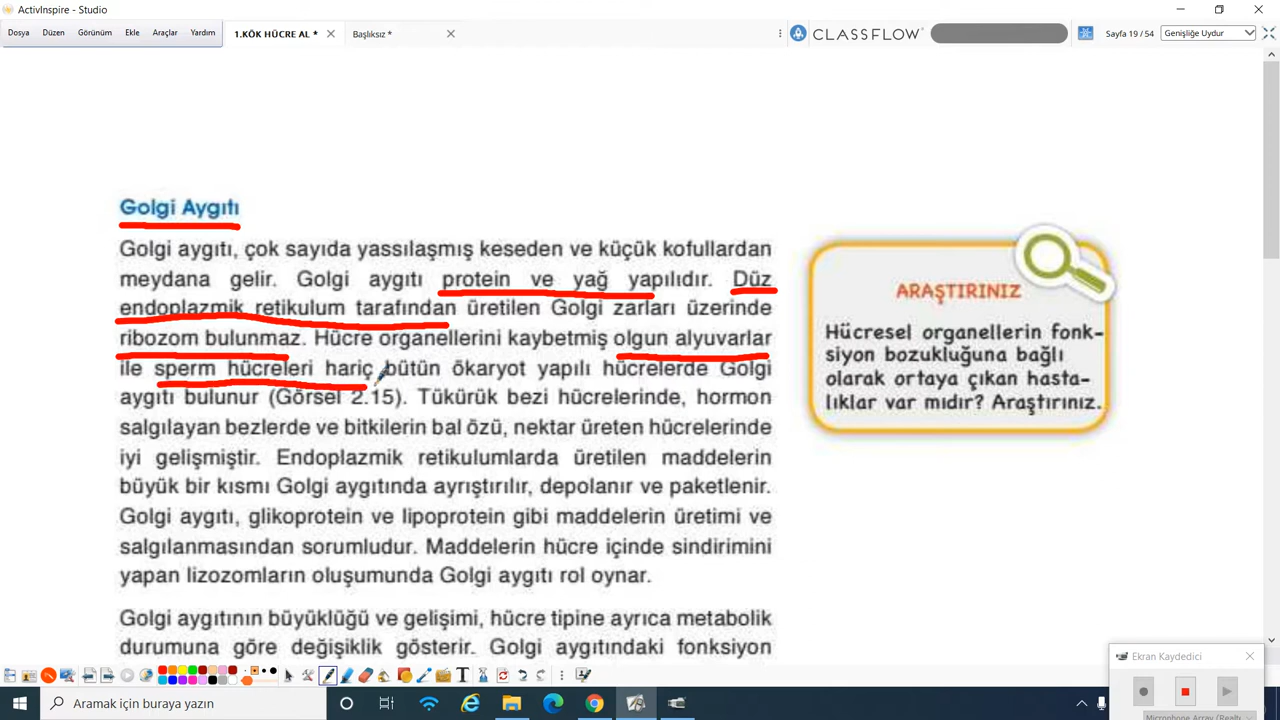 ActivInspire - Studio
Dosya Düzen Görünüm Ekle Araçlar Yardım
1.KÖK HÜCRE AL *
Başlıksız *
CLASSFLOW
Sayfa 19 / 54
Genişliğe Uydur
Golgi Aygıtı
Golgi aygıtı, çok sayıda yassılaşmış keseden ve küçük kofullardan
meydana gelir. Golgi aygıtı protein ve yağ yapılıdır. Düz
endoplazmik retikulum tarafından üretilen Golgi zarları üzerinde
ribozom bulunmaz. Hücre organellerini kaybetmiş olgun alyuvarlar
ile sperm hücreleri hariç bütün ökaryot yapılı hücrelerde Golgi
aygıtı bulunur (Görsel 2.15). Tükürük bezi hücrelerinde, hormon
salgılayan bezlerde ve bitkilerin bal özü, nektar üreten hücrelerinde
iyi gelişmiştir. Endoplazmik retikulumlarda üretilen maddelerin
büyük bir kısmı Golgi aygıtında ayrıştırılır, depolanır ve paketlenir.
Golgi aygıtı, glikoprotein ve lipoprotein gibi maddelerin üretimi ve
salgılanmasından sorumludur. Maddelerin hücre içinde sindirimini
yapan lizozomların oluşumunda Golgi aygıtı rol oynar.
Golgi aygıtının büyüklüğü ve gelişimi, hücre tipine ayrıca metabolik
durumuna göre değişiklik gösterir. Golgi aygıtındaki fonksiyon
ARAŞTIRINIZ
Hücresel organellerin fonk-
siyon bozukluğuna bağlı
olarak ortaya çıkan hasta-
lıklar var mıdır? Araştırınız.
Ekran Kaydedici
Microphone Array (Realte
Aramak için buraya yazın